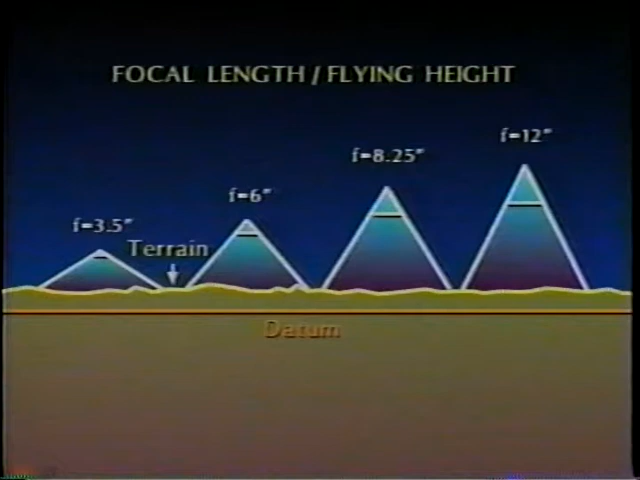 FOCAL LENGTH / FLYING HEIGHT
f=12"
f=8.25"
f=6"
f=3.5"
Terrain
Datum